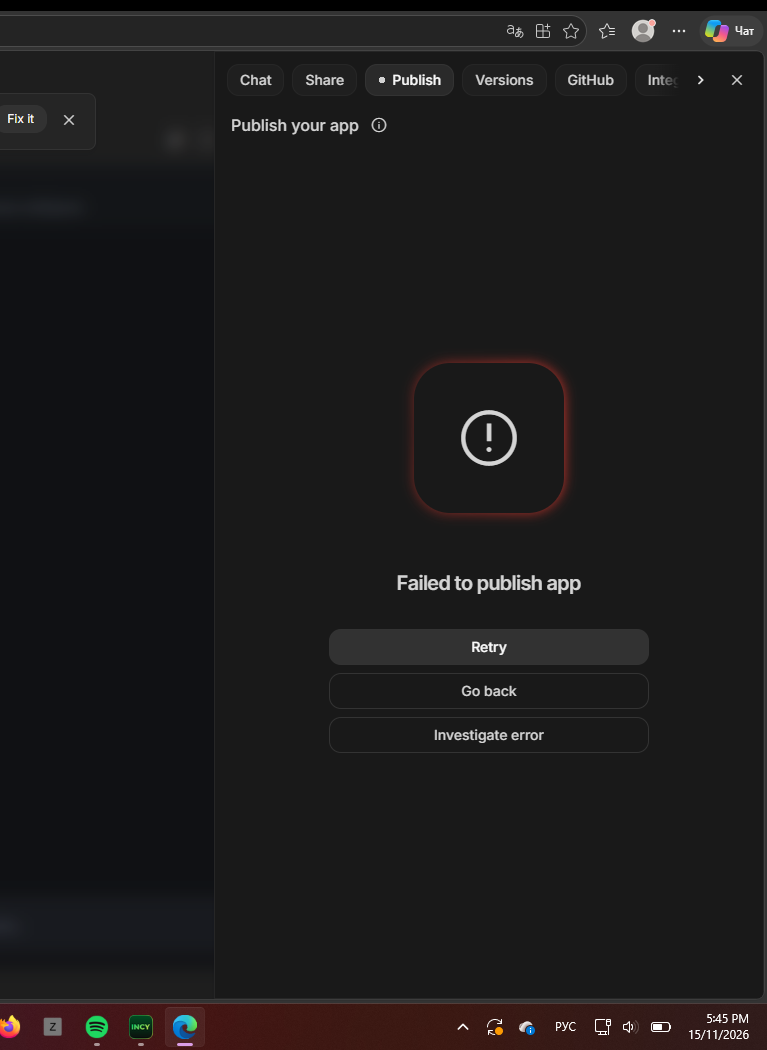 Чат
Chat
Share
Publish
Versions
GitHub
Fix it
Publish your app
Failed to publish app
Retry
Go back
Investigate error
Z
INCY
РУС
5:45 PM
15/11/2026